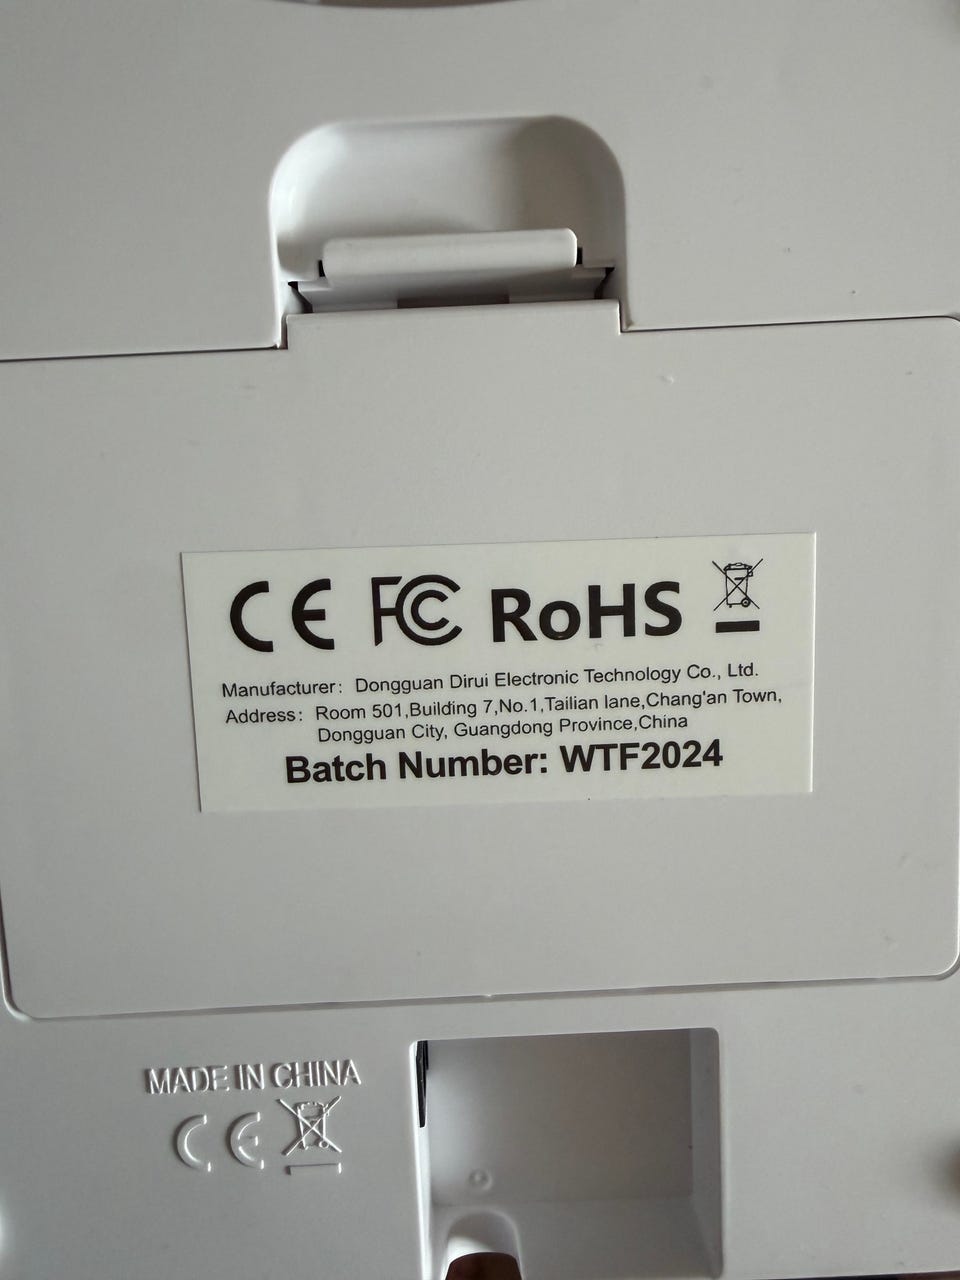 CE FC RoHS
Manufacturer: Dongguan Dirui Electronic Technology Co., Ltd.
Address: Room 501,Building 7,No.1,Tailian lane,Chang'an Town,
Dongguan City, Guangdong Province,China
Batch Number: WTF2024
MADE IN CHINA
CE